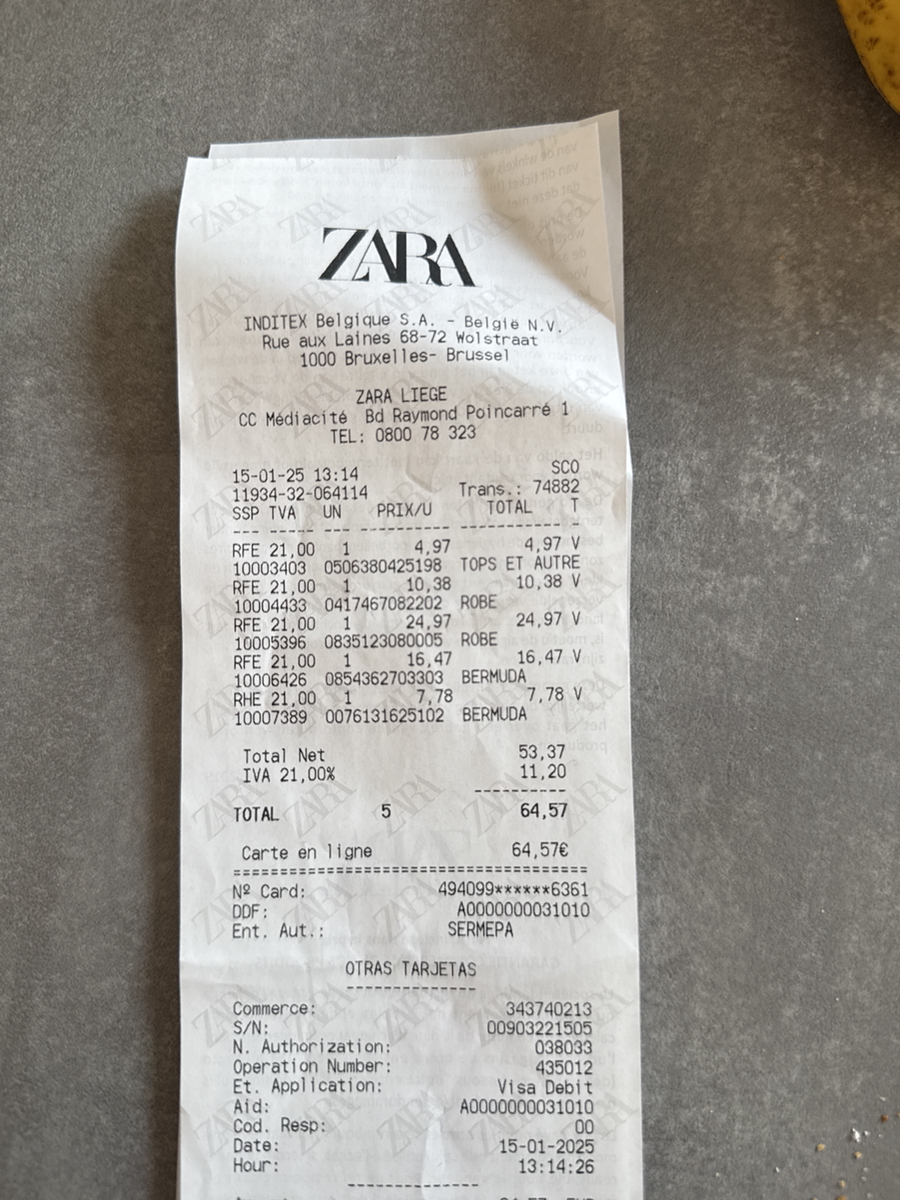 ZARA
INDITEX Belgique S.A. - België N.V.
Rue aux Laines 68-72 Wolstraat
1000 Bruxelles- Brussel
ZARA LIEGE
CC Médiacité Bd Raymond Poincarré 1
TEL: 0800 78 323
15-01-25 13:14 SCO
11934-32-064114 Trans.: 74882
SSP TVA UN PRIX/U TOTAL T
--- ----- --- -------- ----------- -
RFE 21,00 1 4,97 4,97 V
10003403 0506380425198 TOPS ET AUTRE
RFE 21,00 1 10,38 10,38 V
10004433 0417467082202 ROBE
RFE 21,00 1 24,97 24,97 V
10005396 0835123080005 ROBE
RFE 21,00 1 16,47 16,47 V
10006426 0854362703303 BERMUDA
RHE 21,00 1 7,78 7,78 V
10007389 0076131625102 BERMUDA
Total Net 53,37
IVA 21,00% 11,20
----------
TOTAL 5 64,57
Carte en ligne 64,57€
======================================
Nº Card: 494099******6361
DDF: A0000000031010
Ent. Aut.: SERMEPA
OTRAS TARJETAS
--------------
Commerce: 343740213
S/N: 00903221505
N. Authorization: 038033
Operation Number: 435012
Et. Application: Visa Debit
Aid: A0000000031010
Cod. Resp: 00
Date: 15-01-2025
Hour: 13:14:26
--------------